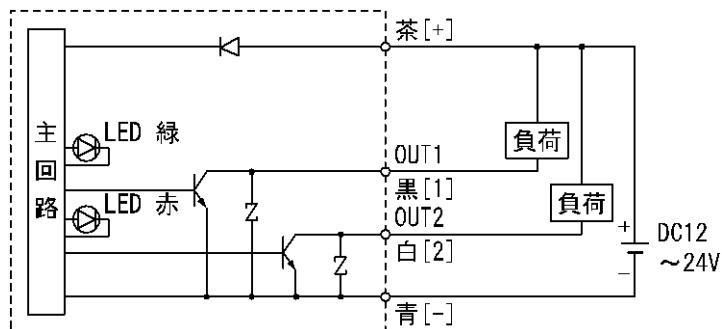 茶[+]
主回路
LED 緑
負荷
OUT1
黒[1]
LED 赤
負荷
OUT2
白[2]
+
DC12
～24V
−
青[-]